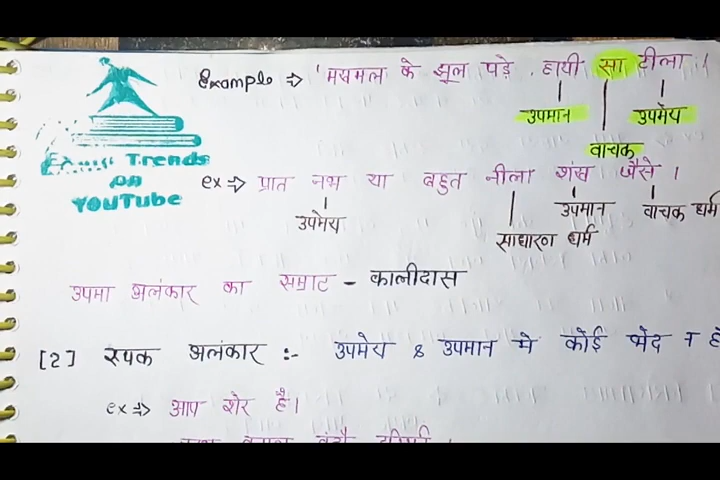 Example ⇒ 'मखमल के झूल पड़े हाथी सा टीला।
उपमान उपमेय
वाचक
Trends
on
YouTube
ex ⇒ प्रात नभ था बहुत नीला शंख जैसे।
उपमेय साधारण धर्म उपमान वाचक धर्म
उपमा अलंकार का सम्राट - कालीदास
[2] रूपक अलंकार :- उपमेय & उपमान मे कोई भेद न
ex ⇒ आप शेर है।